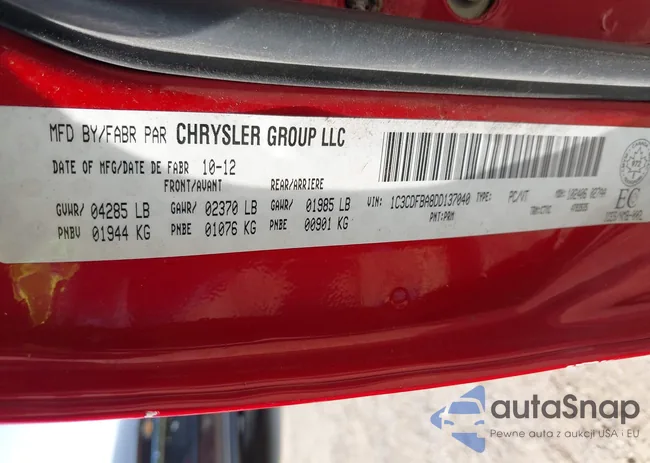 MFD BY/FABR PAR CHRYSLER GROUP LLC
DATE OF MFG/DATE DE FABR 10-12
FRONT/AVANT REAR/ARRIERE
GVWR/ 04285 LB GAWR/ 02370 LB GAWR/ 01985 LB
PNBV 01944 KG PNBE 01076 KG PNBE 00901 KG
VIN: 1C3CDFBA8DD137040 TYPE: PC/VT
PNT:PRM
EC
autoSnap
Pewne auta z aukcji USA i EU